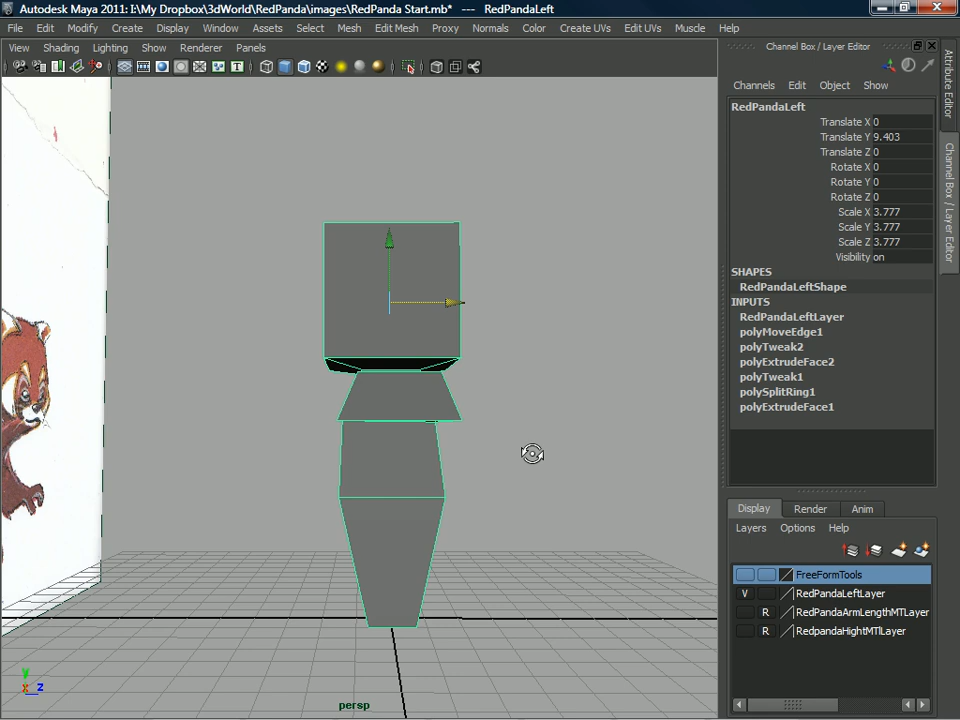 Autodesk Maya 2011: I:\My Dropbox\3dWorld\RedPanda\images\RedPanda Start.mb* --- RedPandaLeft
File Edit Modify Create Display Window Assets Select Mesh Edit Mesh Proxy Normals Color Create UVs Edit UVs Muscle Help
View Shading Lighting Show Renderer Panels
Channel Box / Layer Editor
Channels Edit Object Show
RedPandaLeft
Translate X 0
Translate Y 9.403
Translate Z 0
Rotate X 0
Rotate Y 0
Rotate Z 0
Scale X 3.777
Scale Y 3.777
Scale Z 3.777
Visibility on
SHAPES
RedPandaLeftShape
INPUTS
RedPandaLeftLayer
polyMoveEdge1
polyTweak2
polyExtrudeFace2
polyTweak1
polySplitRing1
polyExtrudeFace1
Attribute Editor
Channel Box / Layer Editor
Display Render Anim
Layers Options Help
FreeFormTools
V RedPandaLeftLayer
R RedPandaArmLengthMTLayer
R RedpandaHightMTlLayer
y
x z
persp